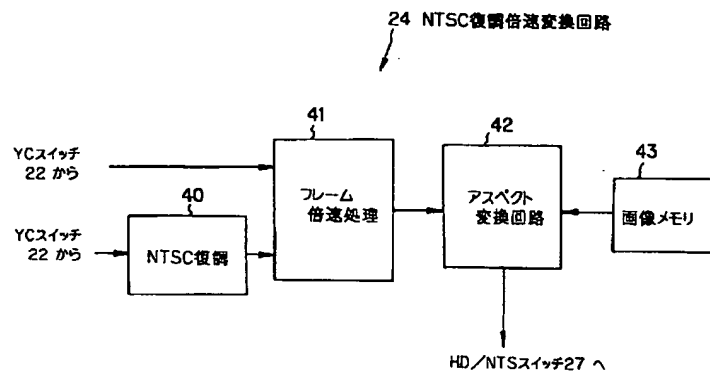 24 NTSC復調倍速変換回路
41
フレーム
倍速処理
42
アスペクト
変換回路
43
画像メモリ
YCスイッチ
22 から
40
NTSC復調
YCスイッチ
22 から
HD/NTSスイッチ27 へ